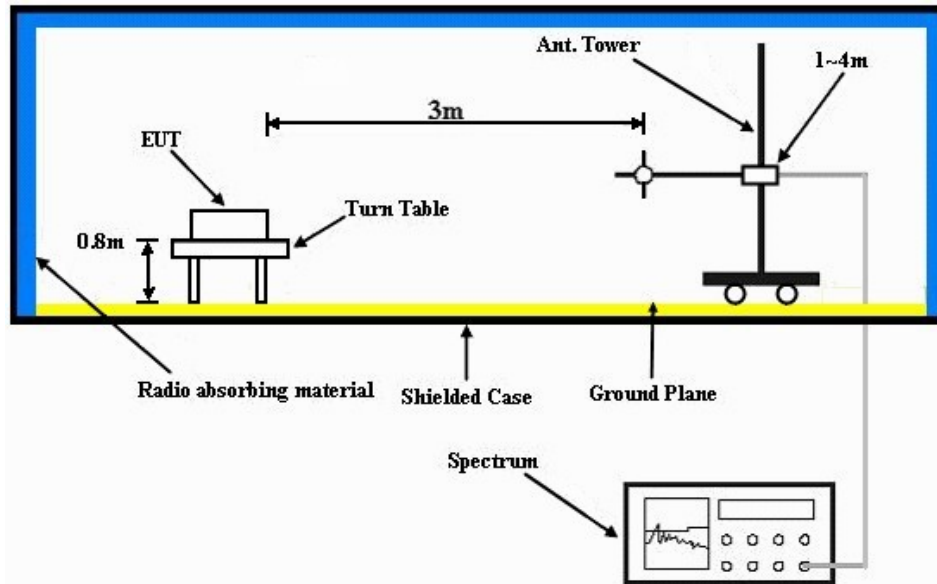 Ant. Tower
1~4m
3m
EUT
Turn Table
0.8m
Radio absorbing material
Shielded Case
Ground Plane
Spectrum